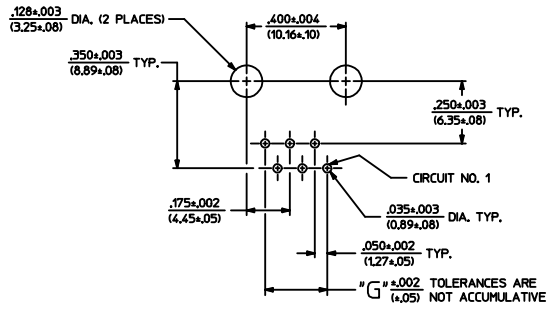 .128±.003
(3.25±.08)
DIA. (2 PLACES)
.400±.004
(10.16±.10)
.350±.003
(8.89±.08)
TYP.
.250±.003
(6.35±.08)
TYP.
CIRCUIT NO. 1
.175±.002
(4.45±.05)
.035±.003
(0.89±.08)
DIA. TYP.
.050±.002
(1.27±.05)
TYP.
"G" ±.002
(±.05)
TOLERANCES ARE
NOT ACCUMULATIVE